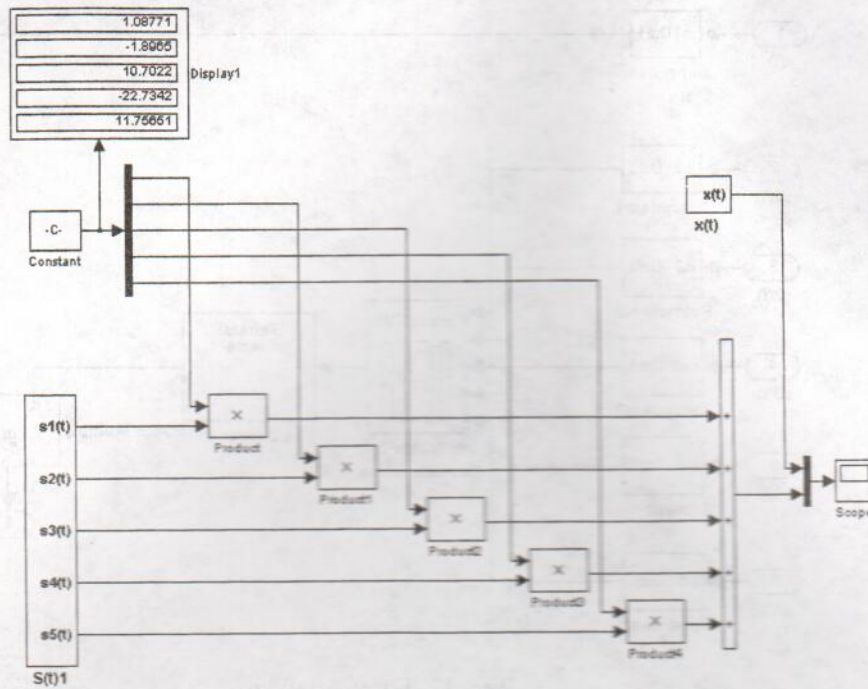 1.08771
-1.8965
10.7022
-22.7342
11.75651
Display1
-C-
Constant
x(t)
x(t)
s1(t)
s2(t)
s3(t)
s4(t)
s5(t)
S(t)1
×
Product
×
Product1
×
Product2
×
Product3
×
Product4
Scope